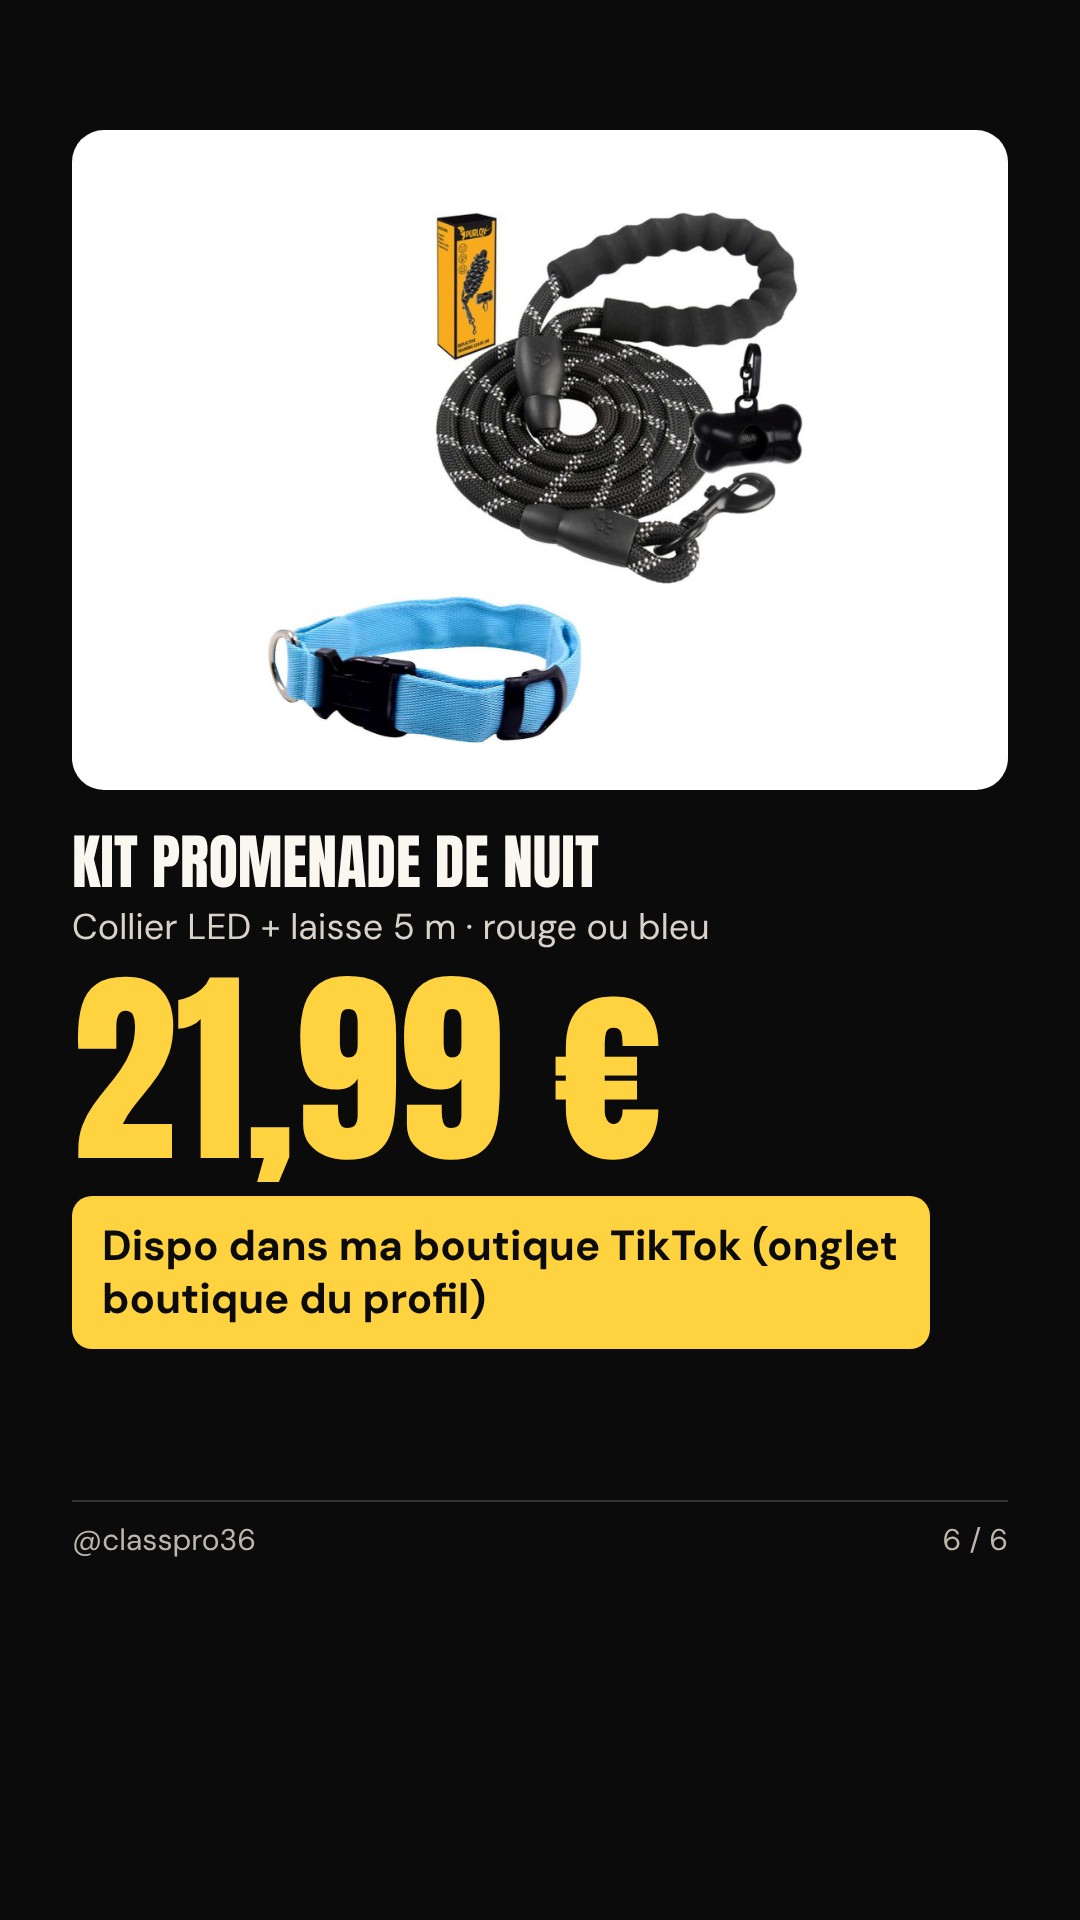 PURLOV
KIT PROMENADE DE NUIT
Collier LED + laisse 5 m · rouge ou bleu
21,99 €
Dispo dans ma boutique TikTok (onglet
boutique du profil)
@classpro36
6 / 6